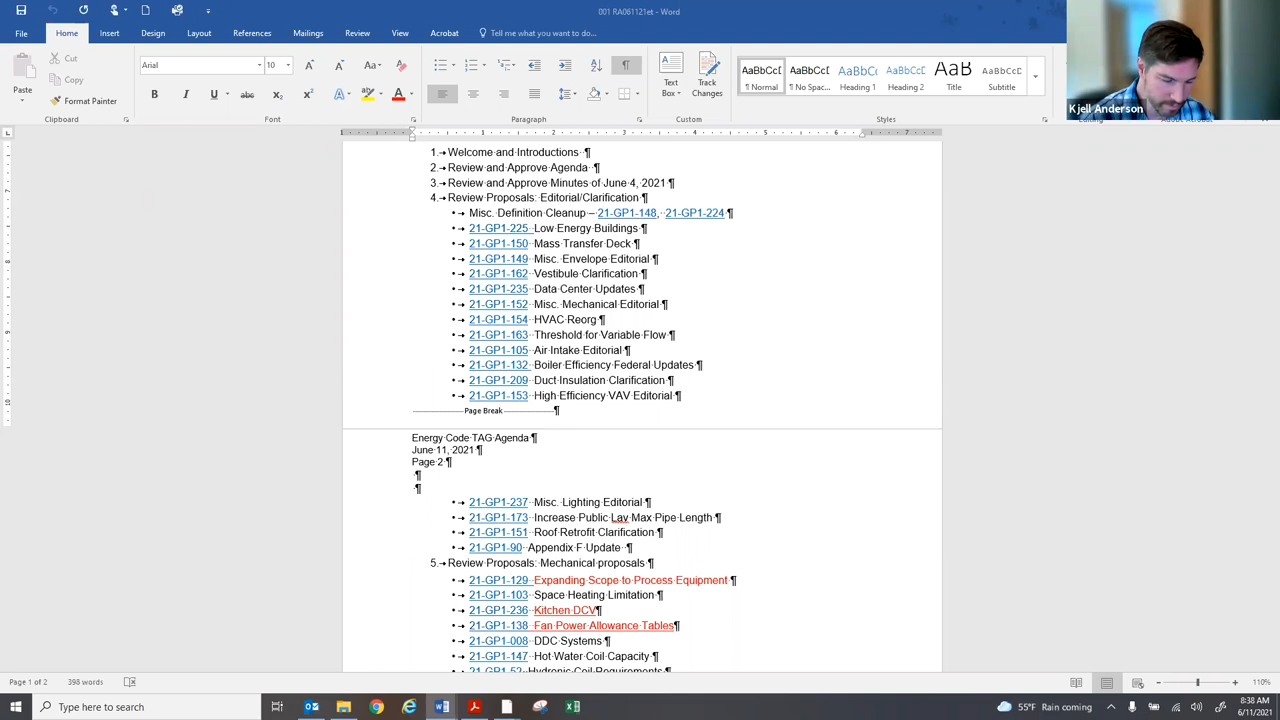 001 RA061121et - Word
File Home Insert Design Layout References Mailings Review View Acrobat Tell me what you want to do...
Paste
Cut
Copy
Format Painter
Arial 10
Text Box
Track Changes
AaBbCcD AaBbCcD AaBbCc AaBbCcD AaB AaBbCcD
¶ Normal ¶ No Spac... Heading 1 Heading 2 Title Subtitle
Clipboard Font Paragraph Custom Styles
Kjell Anderson
1. Welcome and Introductions
2. Review and Approve Agenda
3. Review and Approve Minutes of June 4, 2021
4. Review Proposals: Editorial/Clarification
• Misc. Definition Cleanup – 21-GP1-148, 21-GP1-224
• 21-GP1-225 Low Energy Buildings
• 21-GP1-150 Mass Transfer Deck
• 21-GP1-149 Misc. Envelope Editorial
• 21-GP1-162 Vestibule Clarification
• 21-GP1-235 Data Center Updates
• 21-GP1-152 Misc. Mechanical Editorial
• 21-GP1-154 HVAC Reorg
• 21-GP1-163 Threshold for Variable Flow
• 21-GP1-105 Air Intake Editorial
• 21-GP1-132 Boiler Efficiency Federal Updates
• 21-GP1-209 Duct Insulation Clarification
• 21-GP1-153 High Efficiency VAV Editorial
Page Break
Energy Code TAG Agenda
June 11, 2021
Page 2
• 21-GP1-237 Misc. Lighting Editorial
• 21-GP1-173 Increase Public Lav Max Pipe Length
• 21-GP1-151 Roof Retrofit Clarification
• 21-GP1-90 Appendix F Update
5. Review Proposals: Mechanical proposals
• 21-GP1-129 Expanding Scope to Process Equipment
• 21-GP1-103 Space Heating Limitation
• 21-GP1-236 Kitchen DCV
• 21-GP1-138 Fan Power Allowance Tables
• 21-GP1-008 DDC Systems
• 21-GP1-147 Hot Water Coil Capacity
• 21-GP1-52 Hydronic Coil Requirements
Page 1 of 2 398 words 110%
Type here to search
55°F Rain coming
8:38 AM
6/11/2021